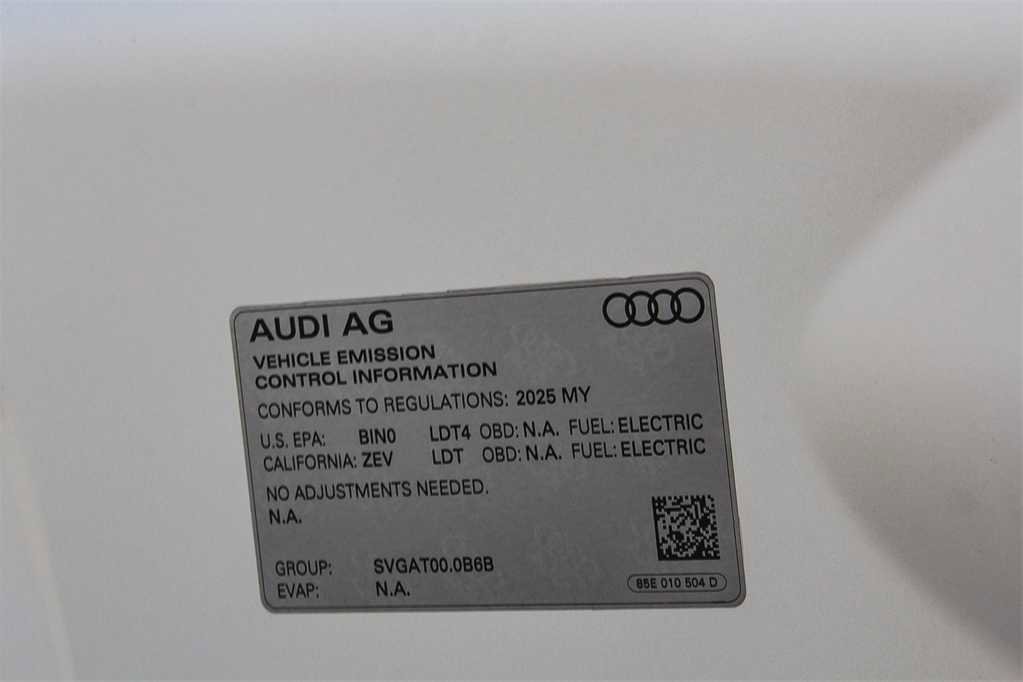 AUDI AG
VEHICLE EMISSION
CONTROL INFORMATION
CONFORMS TO REGULATIONS: 2025 MY
U.S. EPA: BIN0 LDT4 OBD: N.A. FUEL: ELECTRIC
CALIFORNIA: ZEV LDT OBD: N.A. FUEL: ELECTRIC
NO ADJUSTMENTS NEEDED.
N.A.
GROUP: SVGAT00.0B6B
EVAP: N.A.
85E 010 504 D